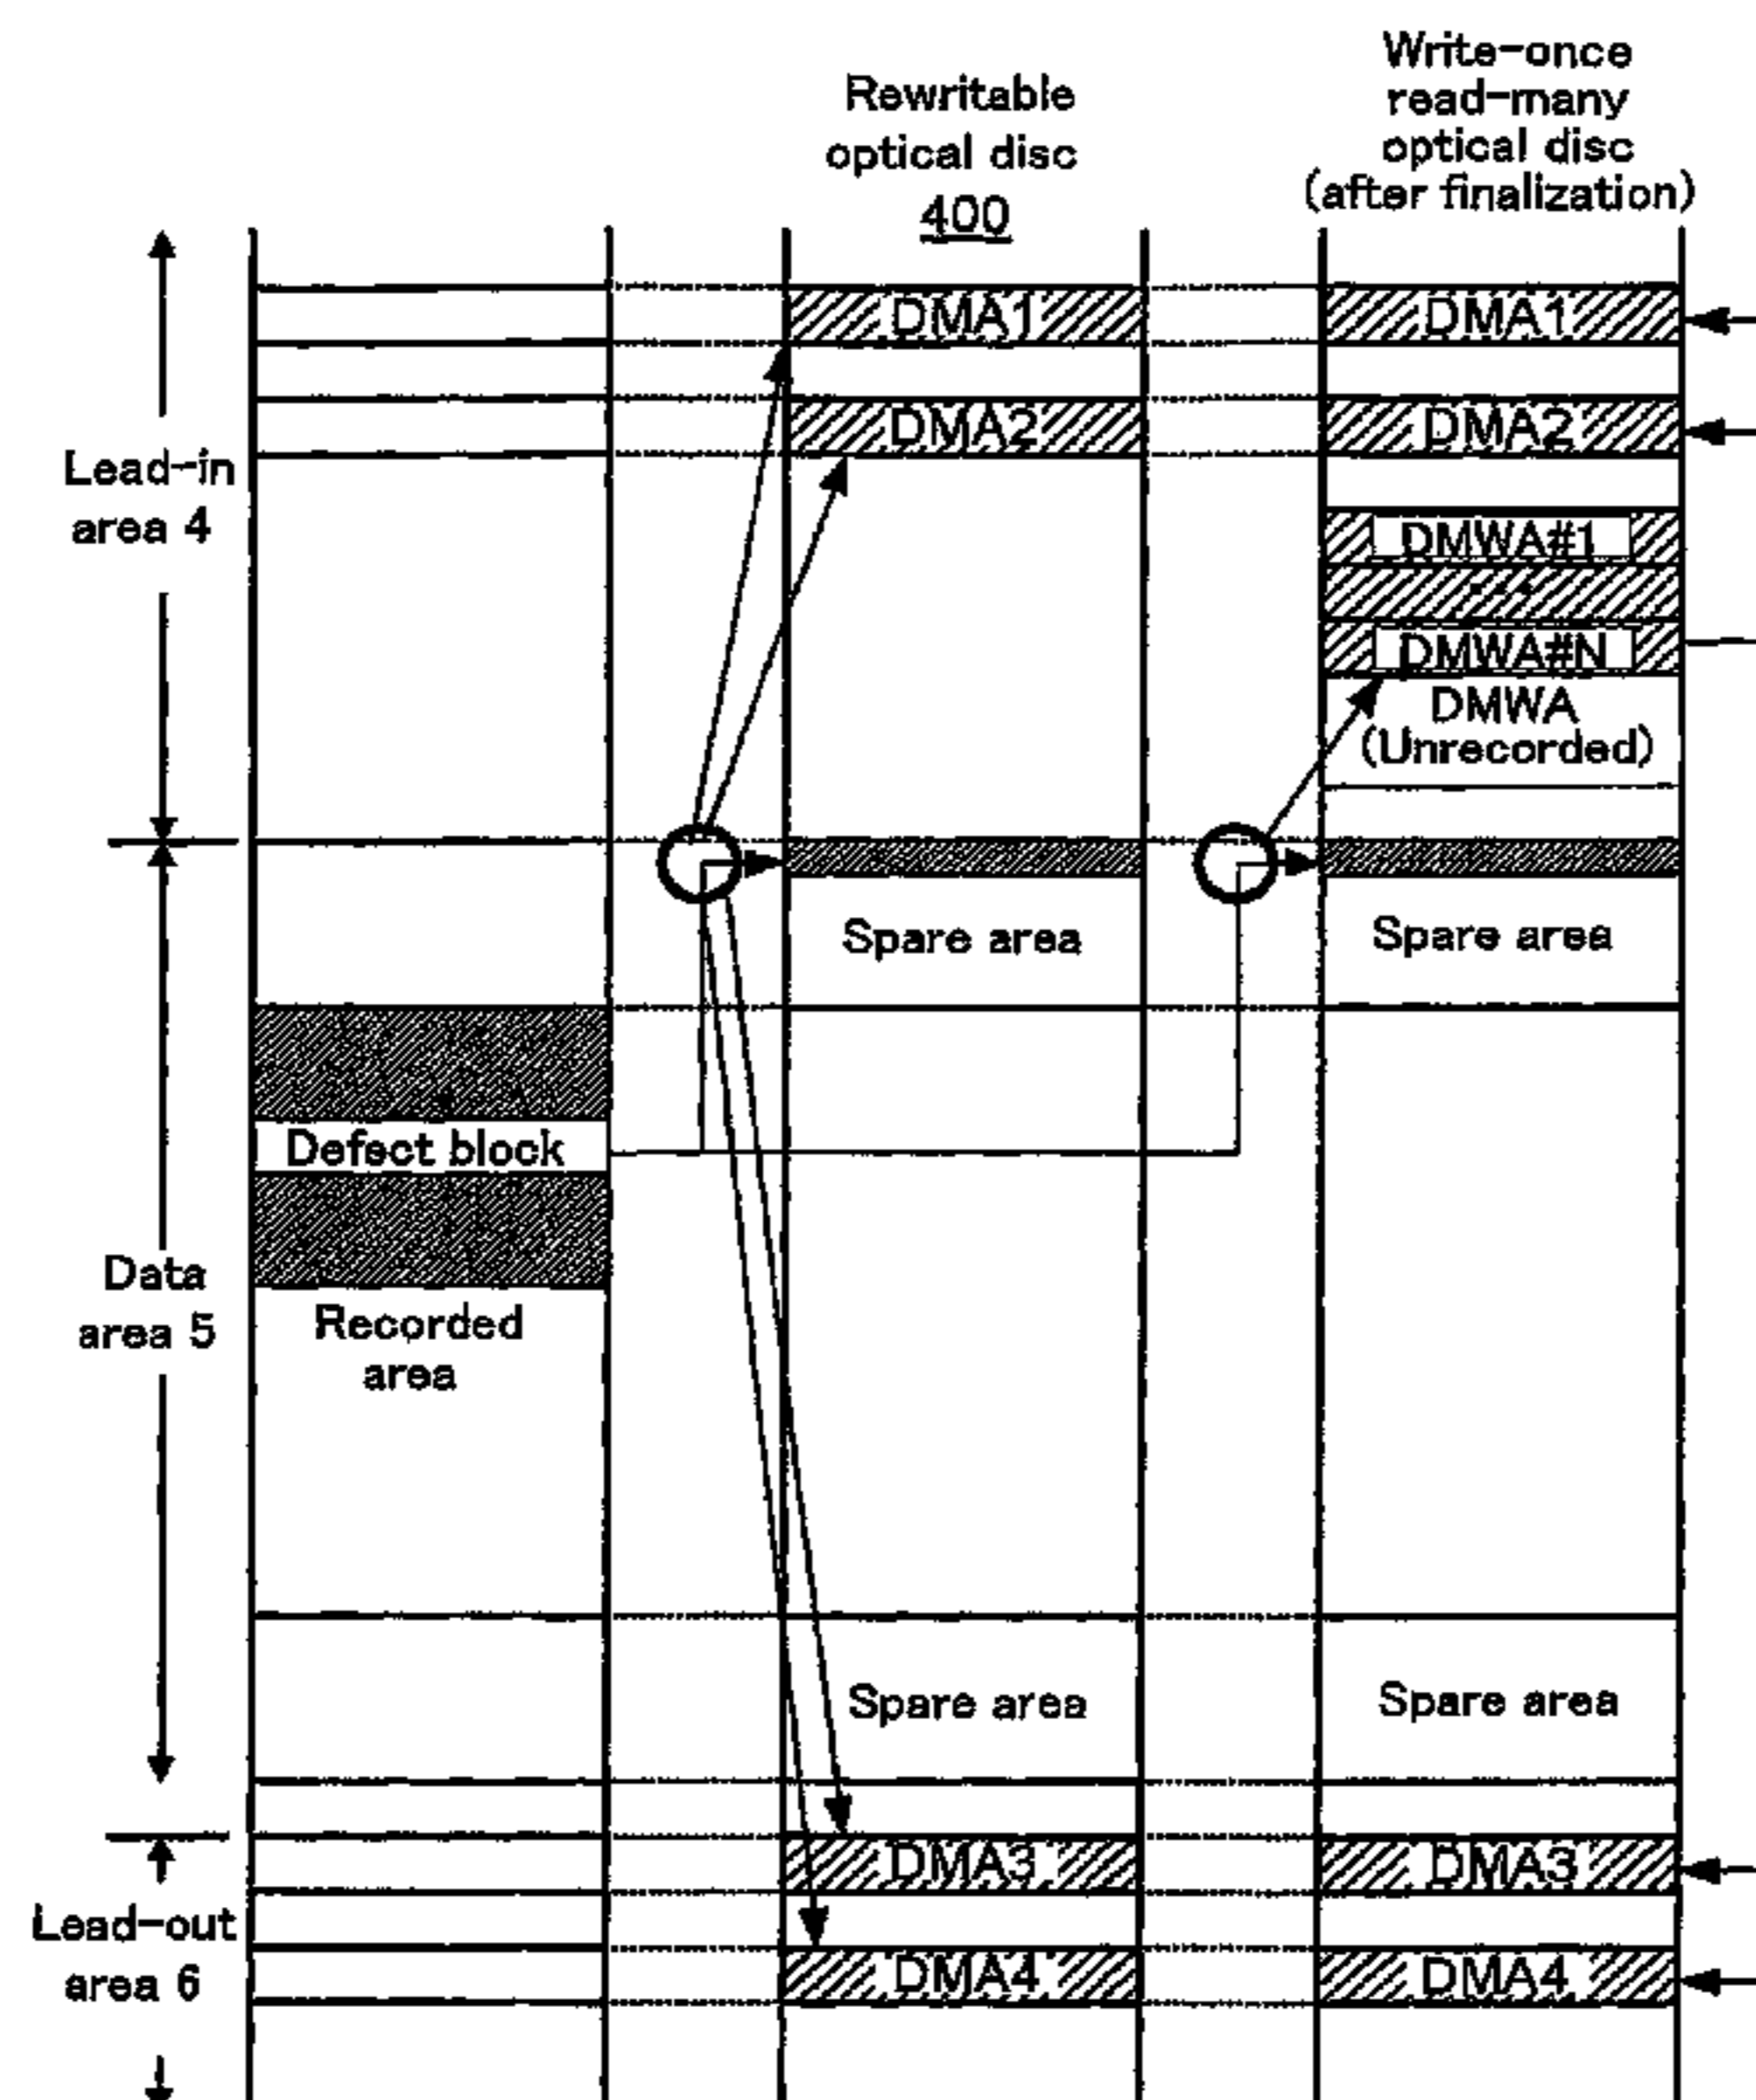 Write-once
read-many
optical disc
(after finalization)
Rewritable
optical disc
400
DMA1
DMA1
DMA2
DMA2
Lead-in
area 4
DMWA#1
...
DMWA#N
DMWA
(Unrecorded)
Spare area
Spare area
Defect block
Data
area 5
Recorded
area
Spare area
Spare area
DMA3
DMA3
Lead-out
area 6
DMA4
DMA4